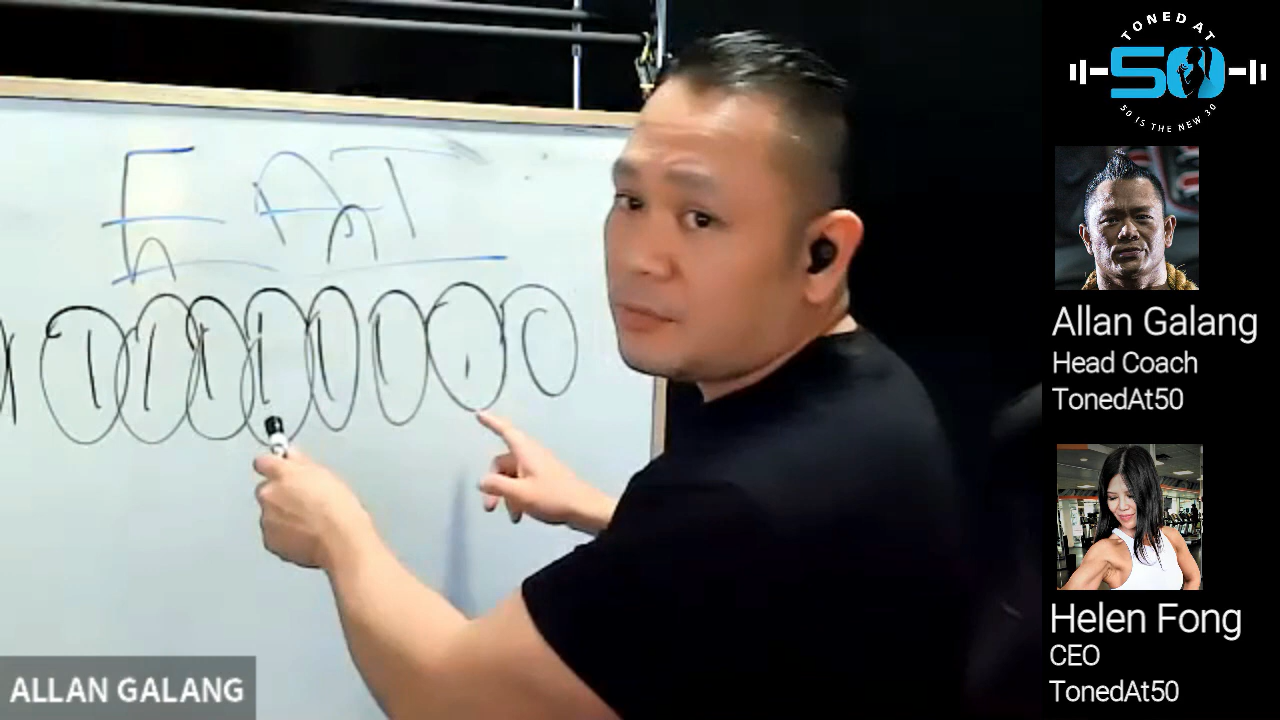 EAT
TONED AT
50
50 IS THE NEW 30
Allan Galang
Head Coach
TonedAt50
Helen Fong
CEO
TonedAt50
ALLAN GALANG